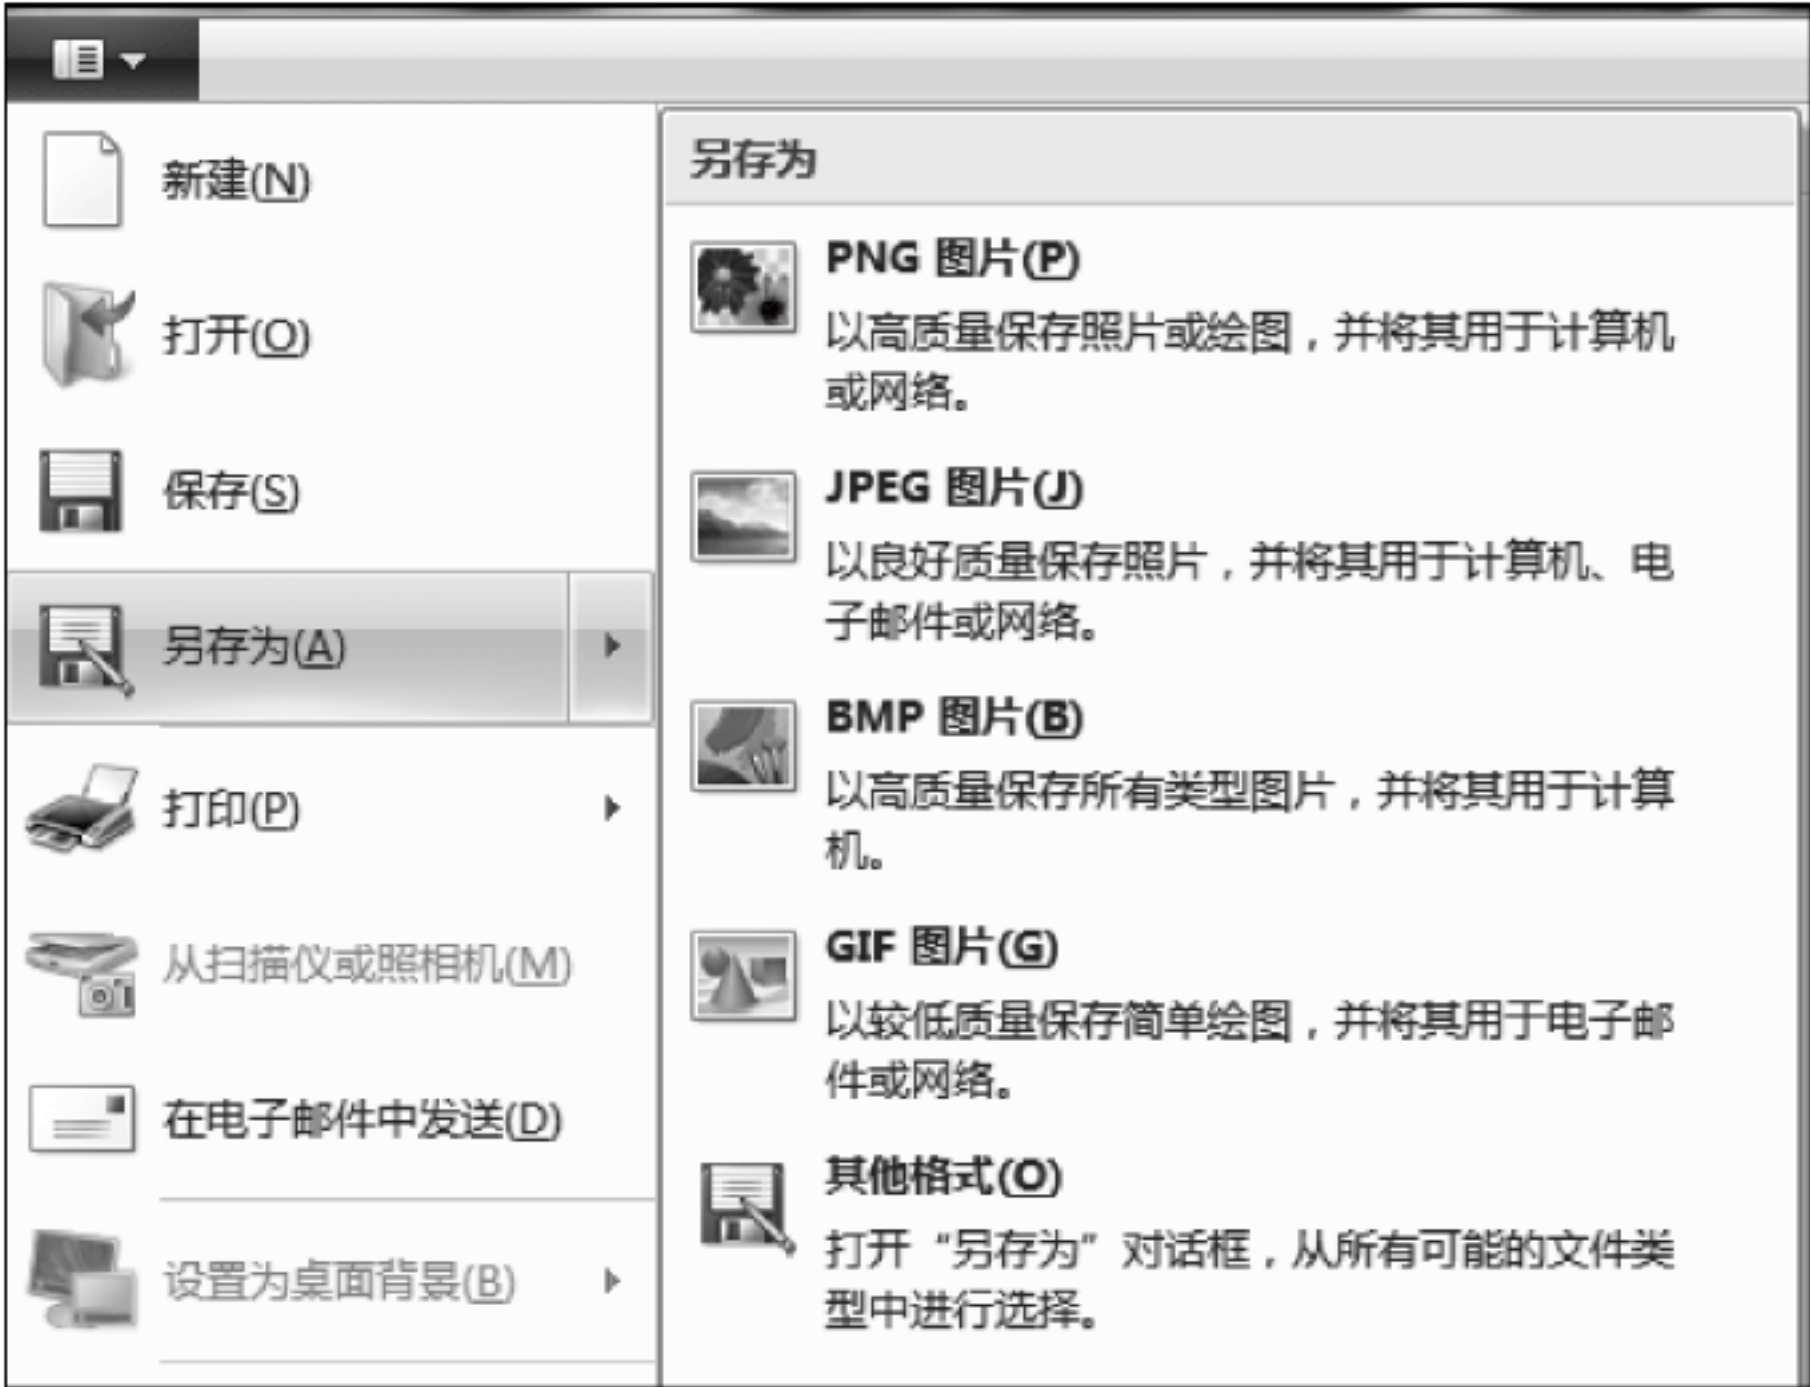 新建(N)
打开(O)
保存(S)
另存为(A)
打印(P)
从扫描仪或照相机(M)
在电子邮件中发送(D)
设置为桌面背景(B)
另存为
PNG 图片(P)
以高质量保存照片或绘图，并将其用于计算机
或网络。
JPEG 图片(J)
以良好质量保存照片，并将其用于计算机、电
子邮件或网络。
BMP 图片(B)
以高质量保存所有类型图片，并将其用于计算
机。
GIF 图片(G)
以较低质量保存简单绘图，并将其用于电子邮
件或网络。
其他格式(O)
打开“另存为”对话框，从所有可能的文件类
型中进行选择。